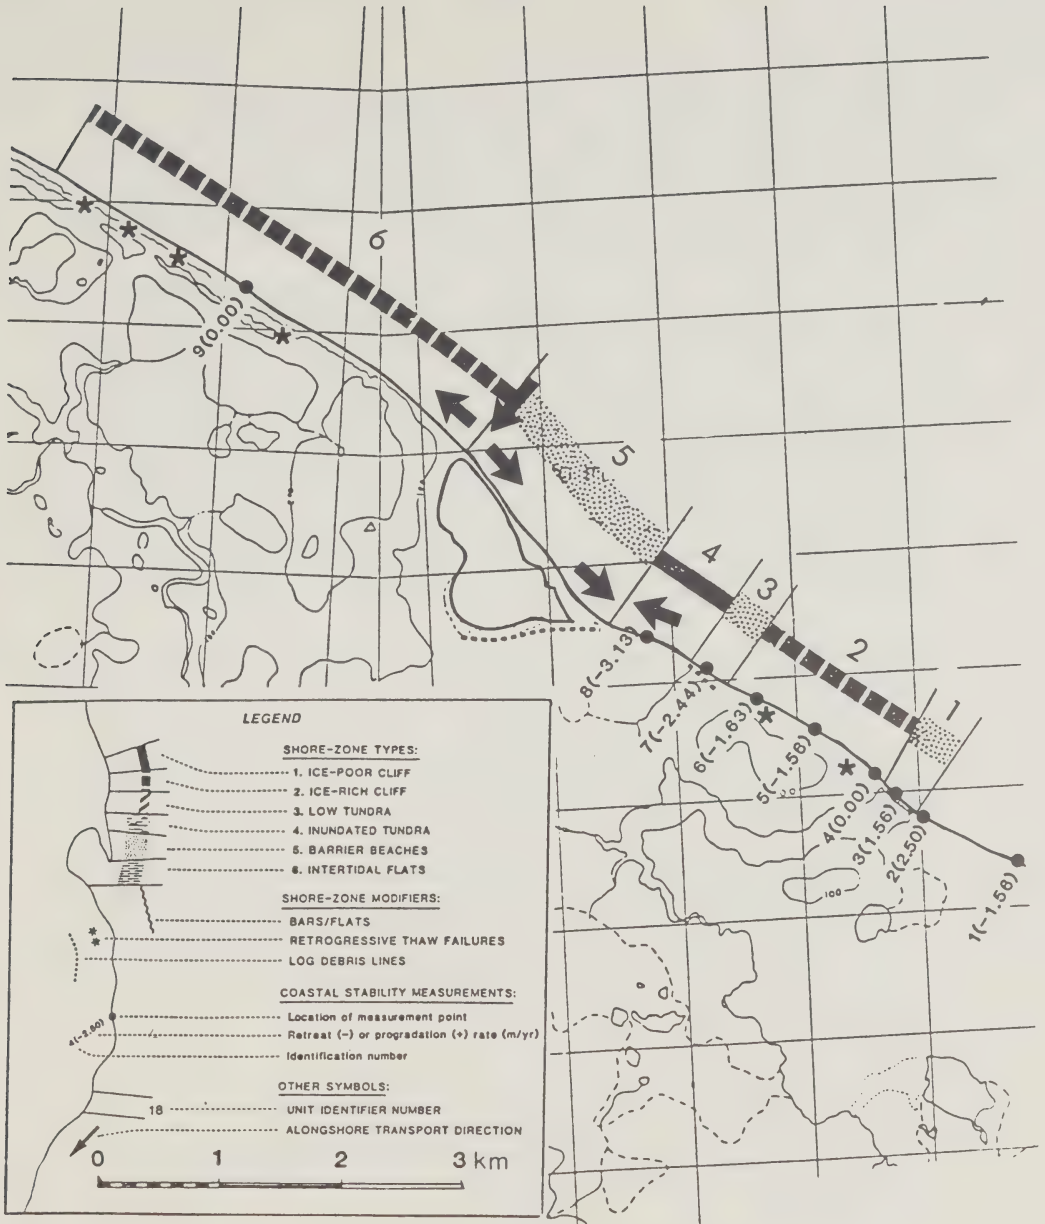 6
9(0.00)
5
4
3
2
1
8(-3.13)
7(-2.44)
6(-1.63)
5(-1.58)
4(0.00)
3(1.56)
2(2.50)
1(-1.58)
100
LEGEND
SHORE-ZONE TYPES:
1. ICE-POOR CLIFF
2. ICE-RICH CLIFF
3. LOW TUNDRA
4. INUNDATED TUNDRA
5. BARRIER BEACHES
6. INTERTIDAL FLATS
SHORE-ZONE MODIFIERS:
BARS/FLATS
RETROGRESSIVE THAW FAILURES
LOG DEBRIS LINES
COASTAL STABILITY MEASUREMENTS:
Location of measurement point
Retreat (-) or progradation (+) rate (m/yr)
Identification number
OTHER SYMBOLS:
18 UNIT IDENTIFIER NUMBER
ALONGSHORE TRANSPORT DIRECTION
0 1 2 3 km